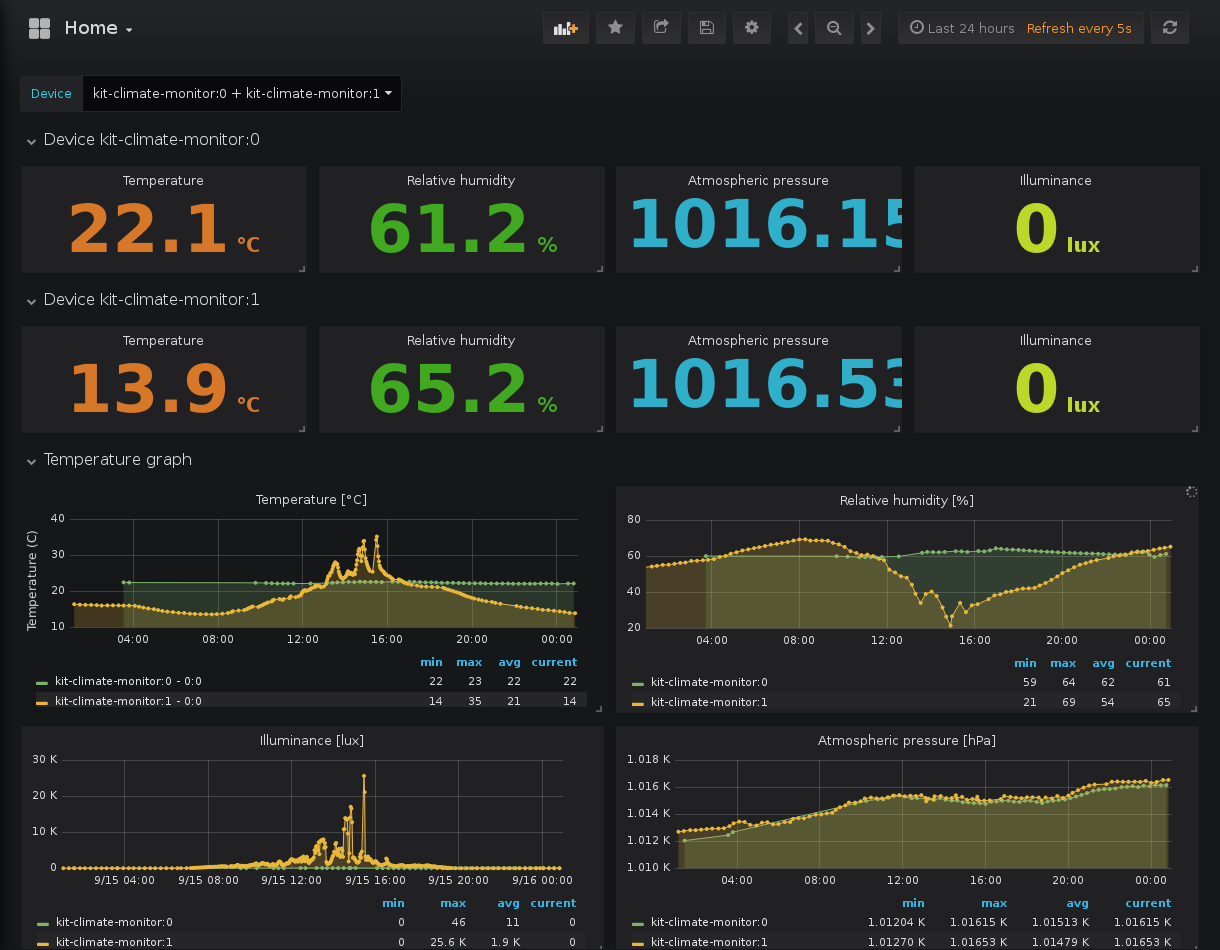 Home
Last 24 hours Refresh every 5s
Device kit-climate-monitor:0 + kit-climate-monitor:1
Device kit-climate-monitor:0
Temperature Relative humidity Atmospheric pressure Illuminance
22.1 °C 61.2 % 1016.15 0 lux
Device kit-climate-monitor:1
Temperature Relative humidity Atmospheric pressure Illuminance
13.9 °C 65.2 % 1016.53 0 lux
Temperature graph
Temperature [°C]
Temperature (C)
40
30
20
10
04:00 08:00 12:00 16:00 20:00 00:00
min max avg current
kit-climate-monitor:0 - 0:0 22 23 22 22
kit-climate-monitor:1 - 0:0 14 35 21 14
Relative humidity [%]
80
60
40
20
04:00 08:00 12:00 16:00 20:00 00:00
min max avg current
kit-climate-monitor:0 59 64 62 61
kit-climate-monitor:1 21 69 54 65
Illuminance [lux]
30 K
20 K
10 K
0
9/15 04:00 9/15 08:00 9/15 12:00 9/15 16:00 9/15 20:00 9/16 00:00
min max avg current
kit-climate-monitor:0 0 46 11 0
kit-climate-monitor:1 0 25.6 K 1.9 K 0
Atmospheric pressure [hPa]
1.018 K
1.016 K
1.014 K
1.012 K
1.010 K
04:00 08:00 12:00 16:00 20:00 00:00
min max avg current
kit-climate-monitor:0 1.01204 K 1.01615 K 1.01513 K 1.01615 K
kit-climate-monitor:1 1.01270 K 1.01653 K 1.01479 K 1.01653 K